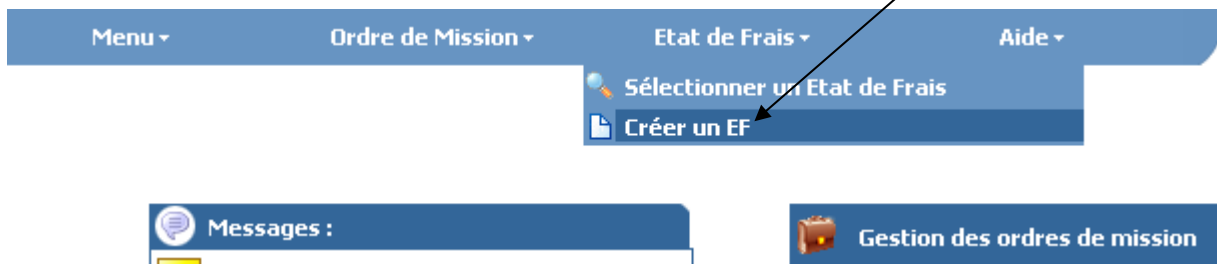 Menu Ordre de Mission Etat de Frais Aide
Sélectionner un Etat de Frais
Créer un EF
Messages :
Gestion des ordres de mission